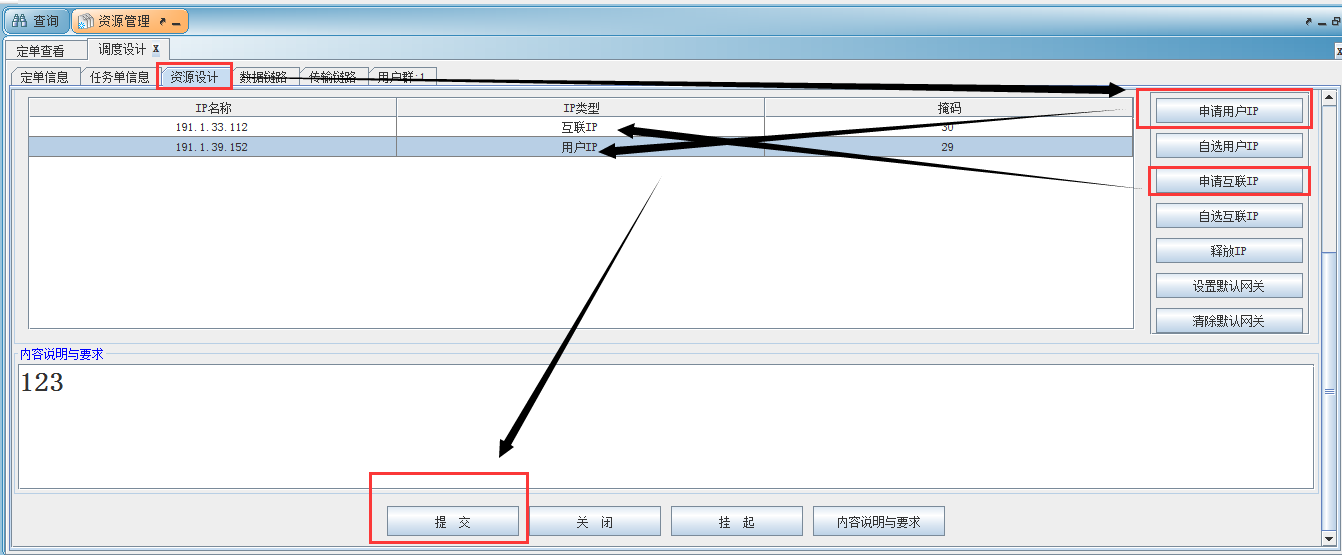 查询 资源管理
定单查看 调度设计 x
定单信息 任务单信息 资源设计 数据链路 传输链路 用户群:1
IP名称 IP类型 掩码
191.1.33.112 互联IP 30
191.1.39.152 用户IP 29
申请用户IP
自选用户IP
申请互联IP
自选互联IP
释放IP
设置默认网关
清除默认网关
内容说明与要求
123
提 交 关 闭 挂 起 内容说明与要求